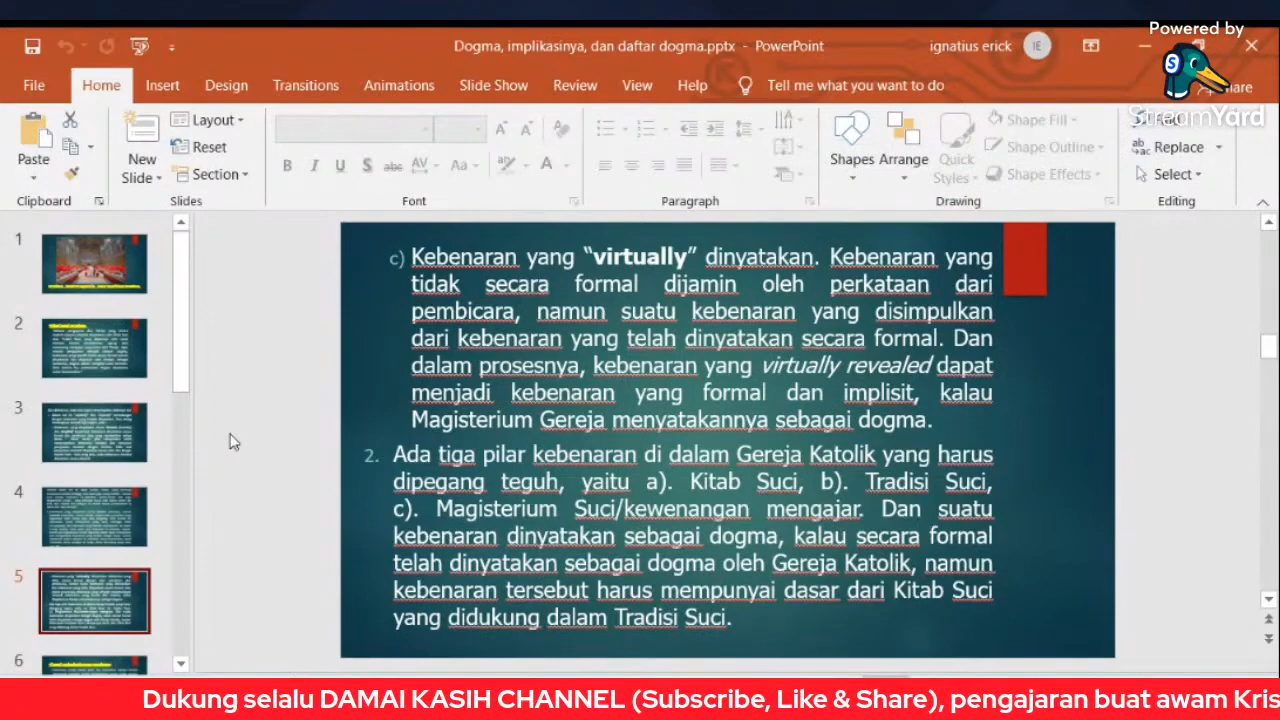 Powered by
StreamYard
Dogma, implikasinya, dan daftar dogma.pptx - PowerPoint
ignatius erick
IE
File
Home
Insert
Design
Transitions
Animations
Slide Show
Review
View
Help
Tell me what you want to do
Paste
New
Slide
Layout
Reset
Section
B I U S abc AV Aa A
Shapes
Arrange
Quick
Styles
Shape Fill
Shape Outline
Shape Effects
Replace
Select
Clipboard
Slides
Font
Paragraph
Drawing
Editing
1
2
3
4
5
6
c) Kebenaran yang “virtually” dinyatakan. Kebenaran yang
tidak secara formal dijamin oleh perkataan dari
pembicara, namun suatu kebenaran yang disimpulkan
dari kebenaran yang telah dinyatakan secara formal. Dan
dalam prosesnya, kebenaran yang virtually revealed dapat
menjadi kebenaran yang formal dan implisit, kalau
Magisterium Gereja menyatakannya sebagai dogma.
2. Ada tiga pilar kebenaran di dalam Gereja Katolik yang harus
dipegang teguh, yaitu a). Kitab Suci, b). Tradisi Suci,
c). Magisterium Suci/kewenangan mengajar. Dan suatu
kebenaran dinyatakan sebagai dogma, kalau secara formal
telah dinyatakan sebagai dogma oleh Gereja Katolik, namun
kebenaran tersebut harus mempunyai dasar dari Kitab Suci
yang didukung dalam Tradisi Suci.
Dukung selalu DAMAI KASIH CHANNEL (Subscribe, Like & Share), pengajaran buat awam Kris